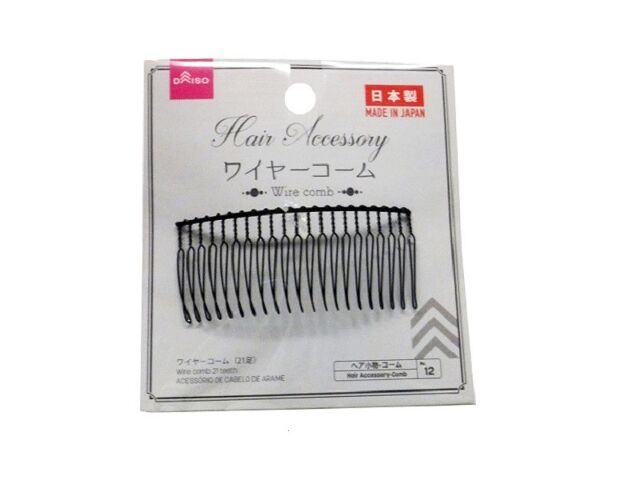 DAISO
日本製
MADE IN JAPAN
Hair Accessory
ワイヤーコーム
Wire comb
ワイヤーコーム（21足）
Wire comb 21 teeth
ACESSÓRIO DE CABELO DE ARAME
ヘア小物・コーム
Hair Accessory・Comb
No.
12